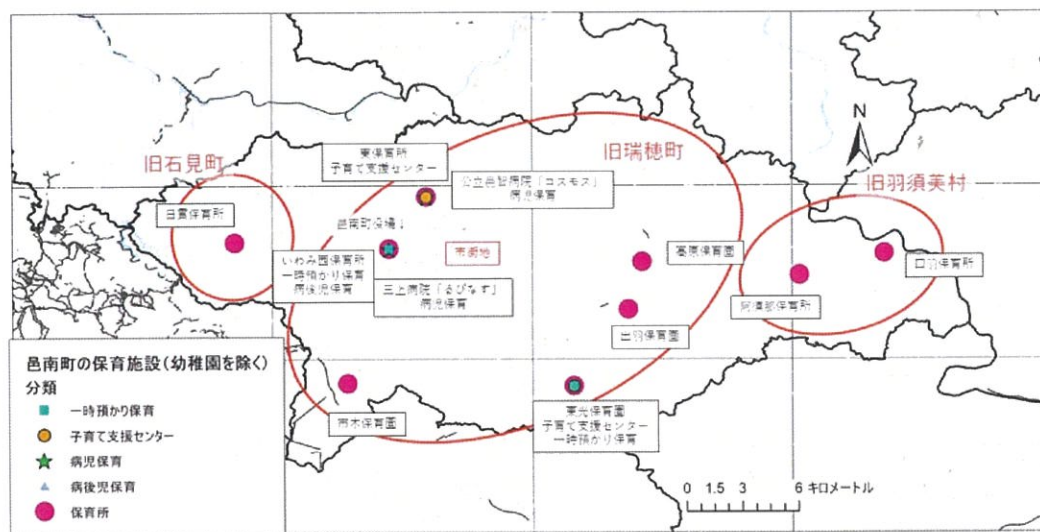 旧石見町
日貫保育所
東保育所
子育て支援センター
公立邑智病院「コスモス」
病児保育
邑南町役場↓
市街地
いわみ西保育所
一時預かり保育
病後児保育
三上病院「るぴなす」
病児保育
旧瑞穂町
高原保育園
出羽保育園
市木保育園
東光保育園
子育て支援センター
一時預かり保育
旧羽須美村
口羽保育所
阿須那保育所
N
邑南町の保育施設(幼稚園を除く)
分類
一時預かり保育
子育て支援センター
病児保育
病後児保育
保育所
0 1.5 3 6 キロメートル